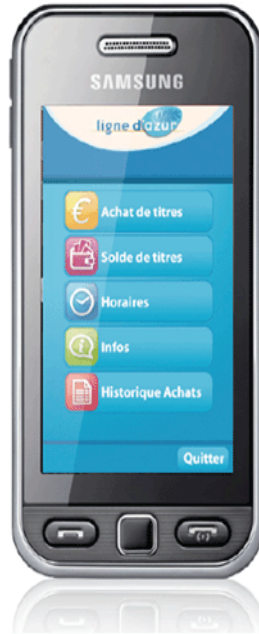 SAMSUNG
ligne d'azur
Achat de titres
Solde de titres
Horaires
Infos
Historique Achats
Quitter